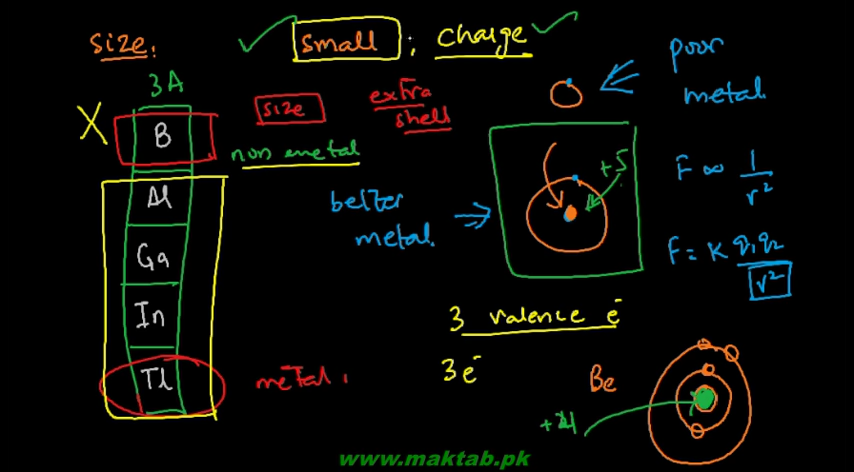 size:
small ; charge
3A
B
Al
Ga
In
Tl
size
extra
shell
non metal
metal.
poor
metal
better
metal.
+5
F ∝ 1/r²
F = K q₁q₂/r²
3 valence e⁻
3e⁻
Be
www.maktab.pk